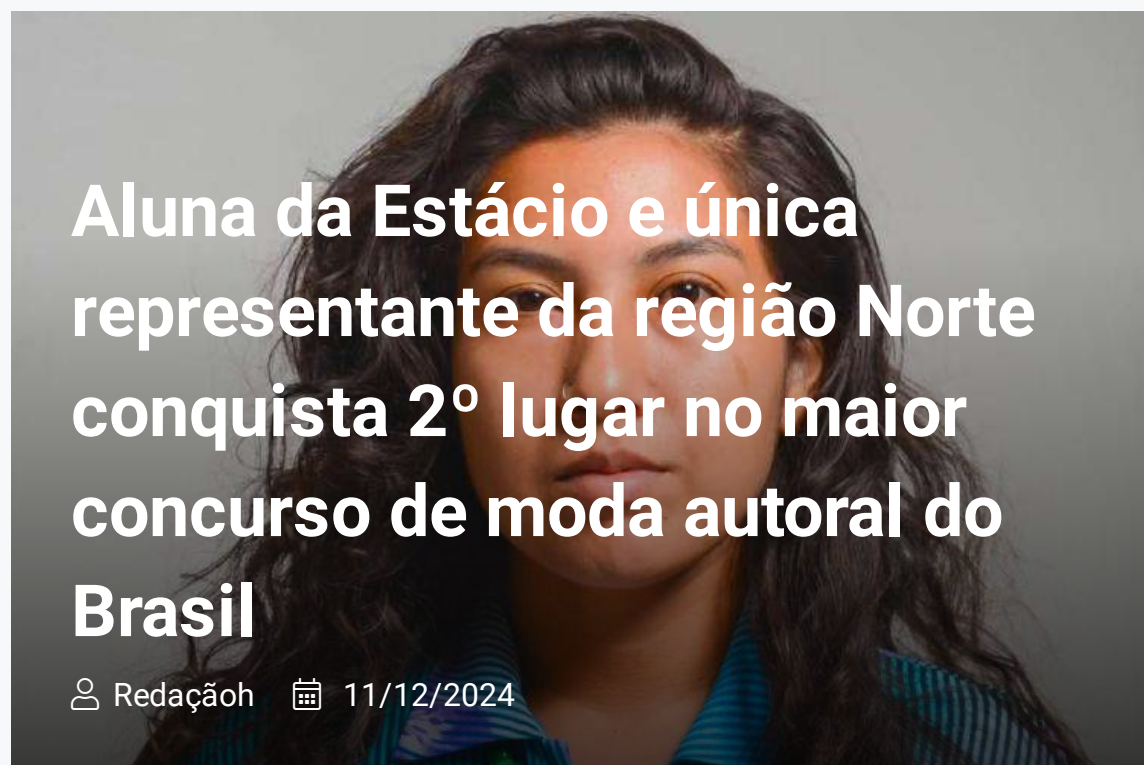 Aluna da Estácio e única
representante da região Norte
conquista 2º lugar no maior
concurso de moda autoral do
Brasil
Redaçãoh 11/12/2024